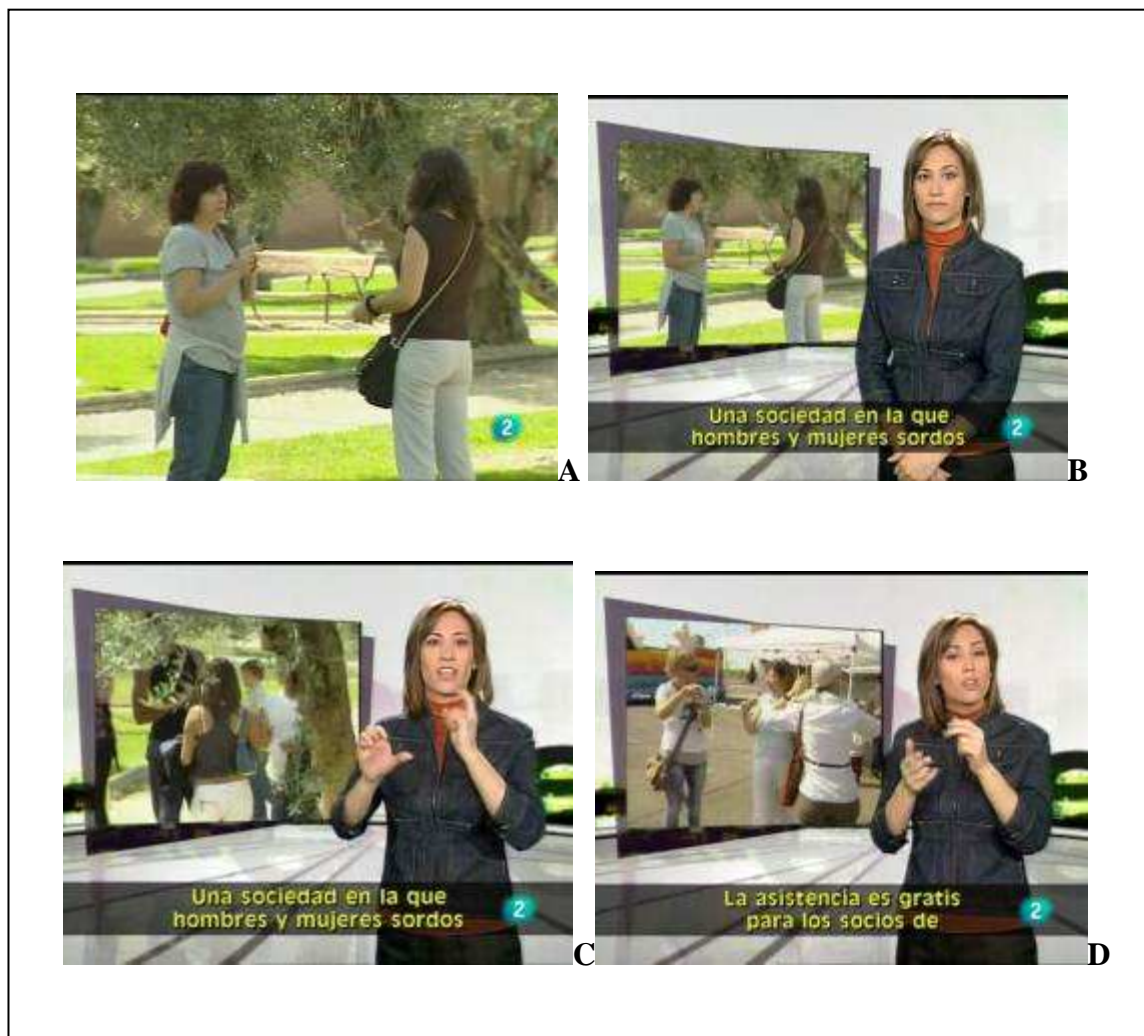 2
A
Una sociedad en la que
hombres y mujeres sordos
2
B
Una sociedad en la que
hombres y mujeres sordos
2
C
La asistencia es gratis
para los socios de
2
D